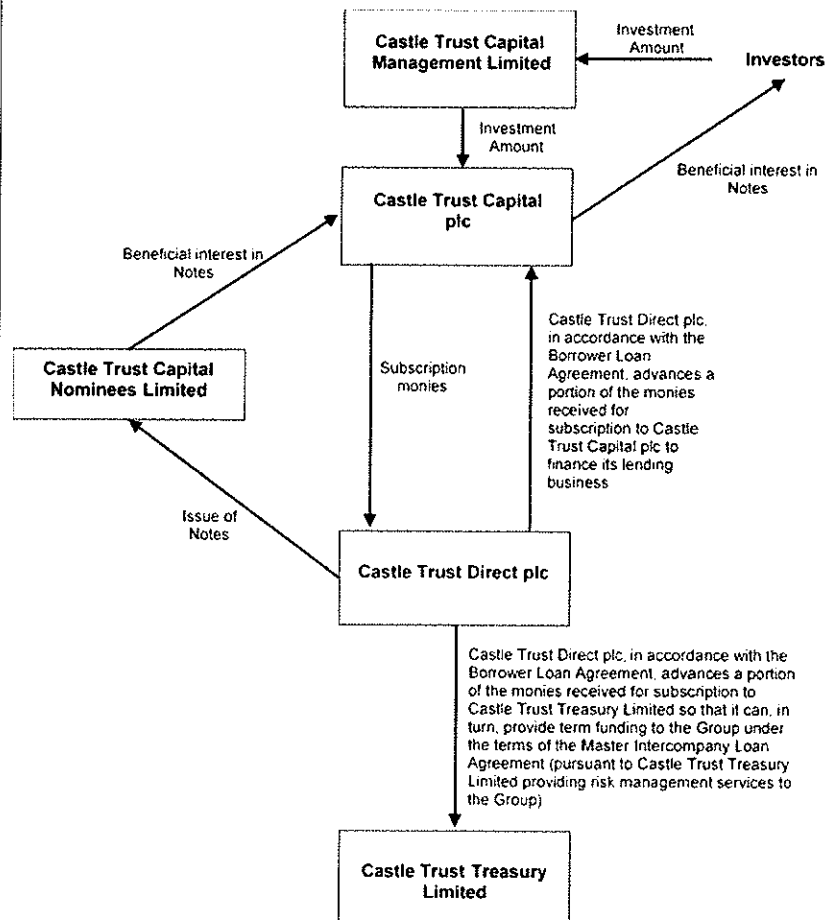 Castle Trust Capital
Management Limited
Investment
Amount
Investors
Investment
Amount
Beneficial interest in
Notes
Castle Trust Capital
plc
Beneficial interest in
Notes
Castle Trust Direct plc,
in accordance with the
Borrower Loan
Agreement, advances a
portion of the monies
received for
subscription to Castle
Trust Capital plc to
finance its lending
business
Castle Trust Capital
Nominees Limited
Subscription
monies
Issue of
Notes
Castle Trust Direct plc
Castle Trust Direct plc, in accordance with the
Borrower Loan Agreement, advances a portion
of the monies received for subscription to
Castle Trust Treasury Limited so that it can, in
turn, provide term funding to the Group under
the terms of the Master Intercompany Loan
Agreement (pursuant to Castle Trust Treasury
Limited providing risk management services to
the Group)
Castle Trust Treasury
Limited